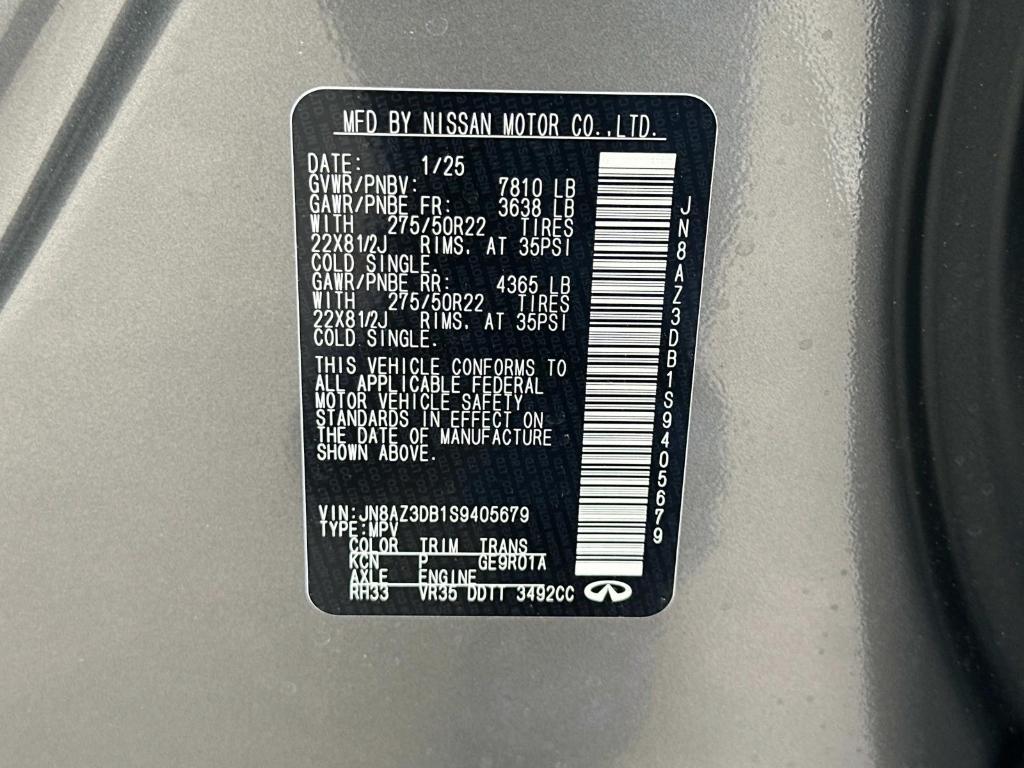 MFD BY NISSAN MOTOR CO.,LTD.
DATE: 1/25
GVWR/PNBV: 7810 LB
GAWR/PNBE FR: 3638 LB
WITH 275/50R22 TIRES
22X81/2J RIMS. AT 35PSI
COLD SINGLE.
GAWR/PNBE RR: 4365 LB
WITH 275/50R22 TIRES
22X81/2J RIMS. AT 35PSI
COLD SINGLE.
THIS VEHICLE CONFORMS TO
ALL APPLICABLE FEDERAL
MOTOR VEHICLE SAFETY
STANDARDS IN EFFECT ON
THE DATE OF MANUFACTURE
SHOWN ABOVE.
VIN:JN8AZ3DB1S9405679
TYPE:MPV
COLOR TRIM TRANS
KCN P GE9R01A
AXLE ENGINE
RH33 VR35 DDTT 3492CC
JN8AZ3DB1S9405679